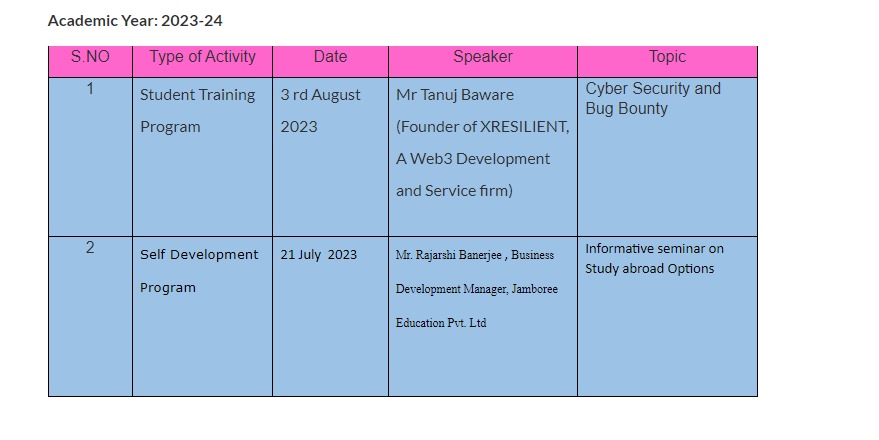 Academic Year: 2023-24
S.NO Type of Activity Date Speaker Topic
1
Student Training
Program
3 rd August
2023
Mr Tanuj Baware
(Founder of XRESILIENT,
A Web3 Development
and Service firm)
Cyber Security and
Bug Bounty
2
Self Development
Program
21 July 2023
Mr. Rajarshi Banerjee , Business
Development Manager, Jamboree
Education Pvt. Ltd
Informative seminar on
Study abroad Options